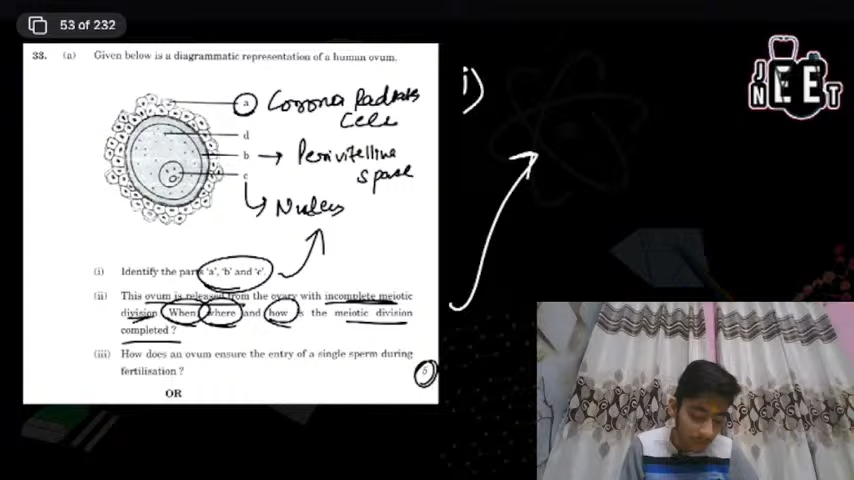 53 of 232
33. (a) Given below is a diagrammatic representation of a human ovum.
a Corona Radiata
Cells
d
b → Perivitelline
space
c
Nucleus
(i) Identify the parts 'a', 'b' and 'c'.
(ii) This ovum is released from the ovary with incomplete meiotic
division. When, where and how is the meiotic division
completed ?
(iii) How does an ovum ensure the entry of a single sperm during
fertilisation ?
5
OR
i)
J
NEET